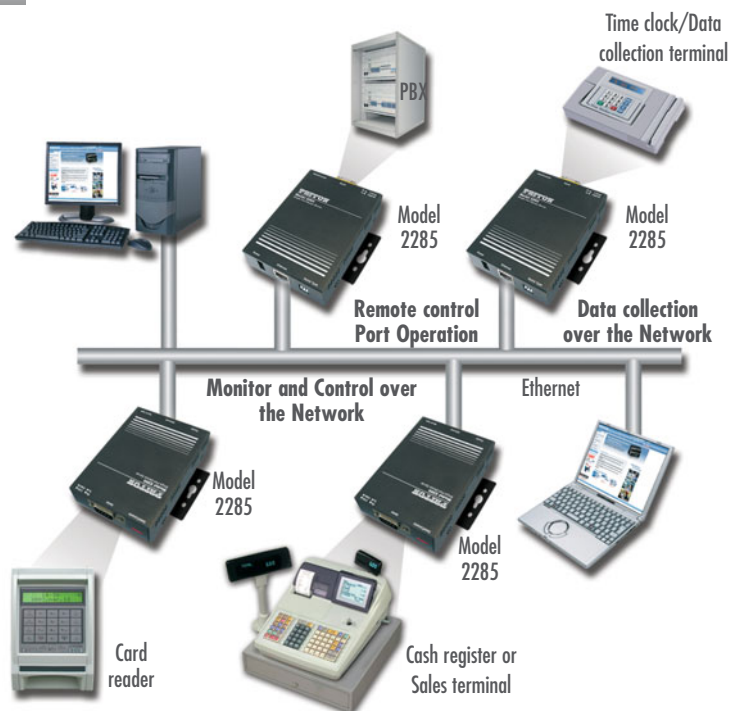 Time clock/Data
collection terminal
PBX
Model
2285
Model
2285
Remote control
Port Operation
Data collection
over the Network
Monitor and Control over
the Network
Ethernet
Model
2285
Model
2285
Card
reader
Cash register or
Sales terminal